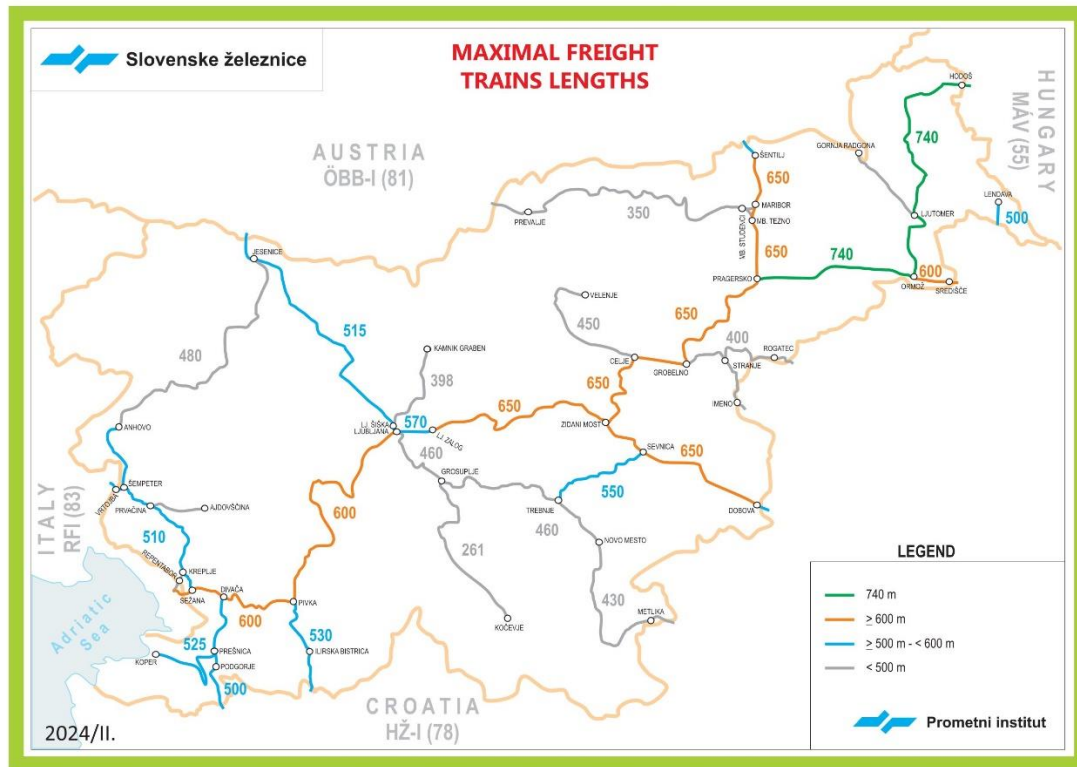 Slovenske železnice
MAXIMAL FREIGHT
TRAINS LENGTHS
HUNGARY
MÁV (55)
AUSTRIA
ÖBB-I (81)
HODOŠ
740
GORNJA RADGONA
ŠENTILJ
650
LENDAVA
500
350
MARIBOR
PREVALJE
MB. TEZNO
MB. STUDENCI
LJUTOMER
JESENICE
650
740
600
PRAGERSKO
ORMOŽ
SREDIŠČE
VELENJE
450
650
515
400
ROGATEC
480
KAMNIK GRABEN
CELJE
GROBELNO
STRANJE
398
650
IMENO
650
LJ. ŠIŠKA
LJUBLJANA
570
LJ. ZALOG
ZIDANI MOST
ANHOVO
460
SEVNICA
650
GROSUPLJE
550
ŠEMPETER
VRTOJBA
PRVAČINA
AJDOVŠČINA
600
TREBNJE
460
DOBOVA
ITALY
RFI (83)
510
261
NOVO MESTO
REPENTABOR
KREPLJE
SEŽANA
DIVAČA
600
PIVKA
430
KOČEVJE
METLIKA
Adriatic
Sea
525
530
KOPER
PREŠNICA
PODGORJE
ILIRSKA BISTRICA
500
CROATIA
HŽ-I (78)
LEGEND
740 m
≥ 600 m
≥ 500 m - < 600 m
< 500 m
Prometni institut
2024/II.